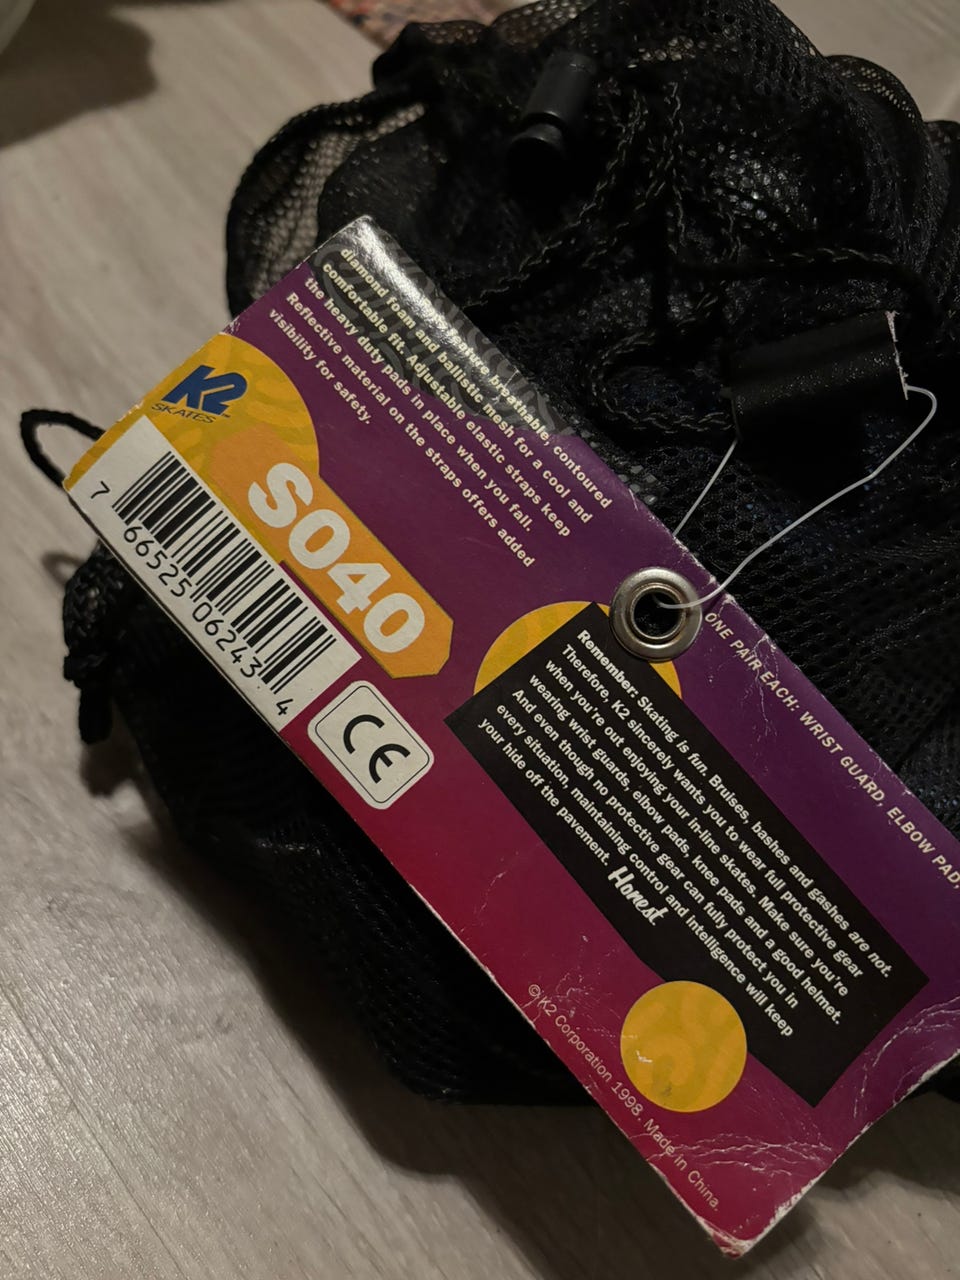 diamond foam and feature breathable, contoured
comfortable fit. Adjustable elastic straps keep
the heavy duty pads in place when you fall.
Reflective material on the straps offers added
visibility for safety.
K2
SKATES
S040
7 66525 06243 4
CE
ONE PAIR EACH: WRIST GUARD, ELBOW PAD,
Remember: Skating is fun. Bruises, bashes and gashes are not.
Therefore, K2 sincerely wants you to wear full protective gear
when you're out enjoying your in-line skates. Make sure you're
wearing wrist guards, elbow pads, knee pads and a good helmet.
And even though no protective gear can fully protect you in
every situation, maintaining control and intelligence will keep
your hide off the pavement. Honest.
©K2 Corporation 1998. Made in China.